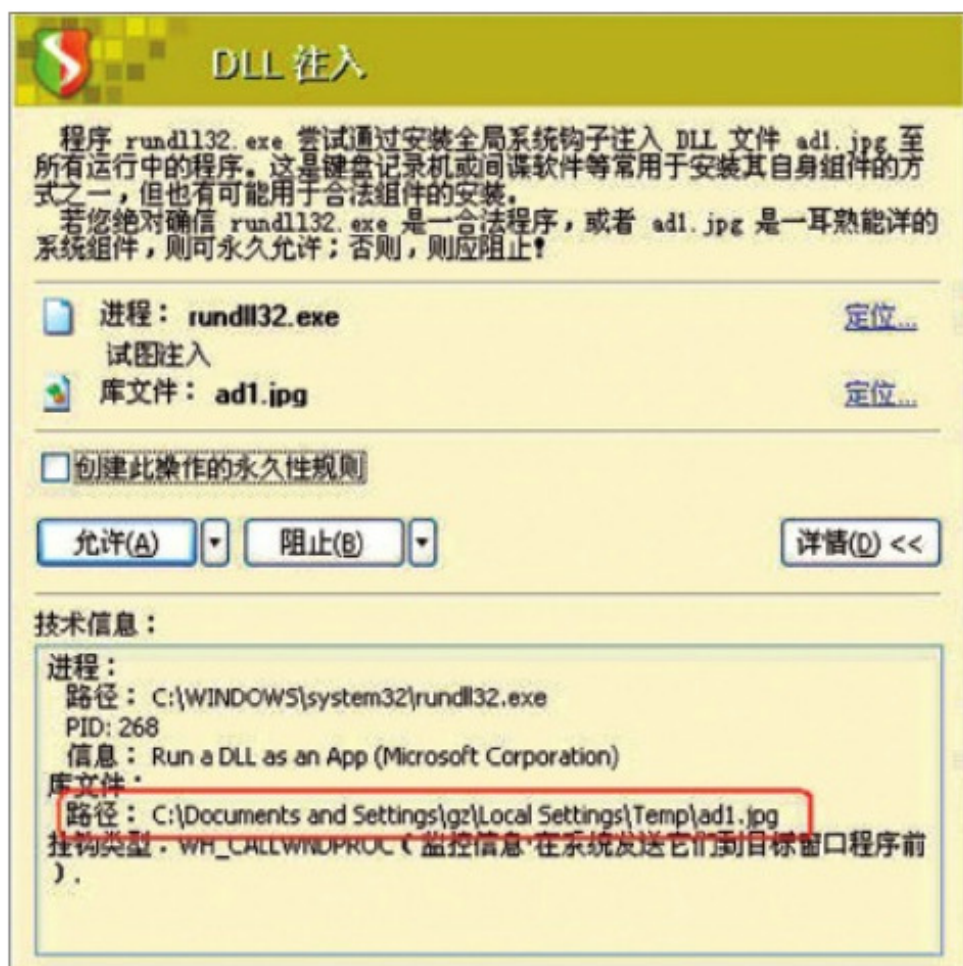 DLL 注入
程序 rundll32.exe 尝试通过安装全局系统钩子注入 DLL 文件 ad1.jpg 至
所有运行中的程序。这是键盘记录机或间谍软件等常用于安装其自身组件的方
式之一，但也有可能用于合法组件的安装。
若您绝对确信 rundll32.exe 是一合法程序，或者 ad1.jpg 是一耳熟能详的
系统组件，则可永久允许；否则，则应阻止！
进程： rundll32.exe 定位...
试图注入
库文件： ad1.jpg 定位...
创建此操作的永久性规则
允许(A) 阻止(B) 详情(D) <<
技术信息：
进程：
路径： C:\WINDOWS\system32\rundll32.exe
PID: 268
信息： Run a DLL as an App (Microsoft Corporation)
库文件：
路径： C:\Documents and Settings\gz\Local Settings\Temp\ad1.jpg
挂钩类型： WH_CALLWNDPROC ( '监控信息'在系统发送它们到目标窗口程序前
).